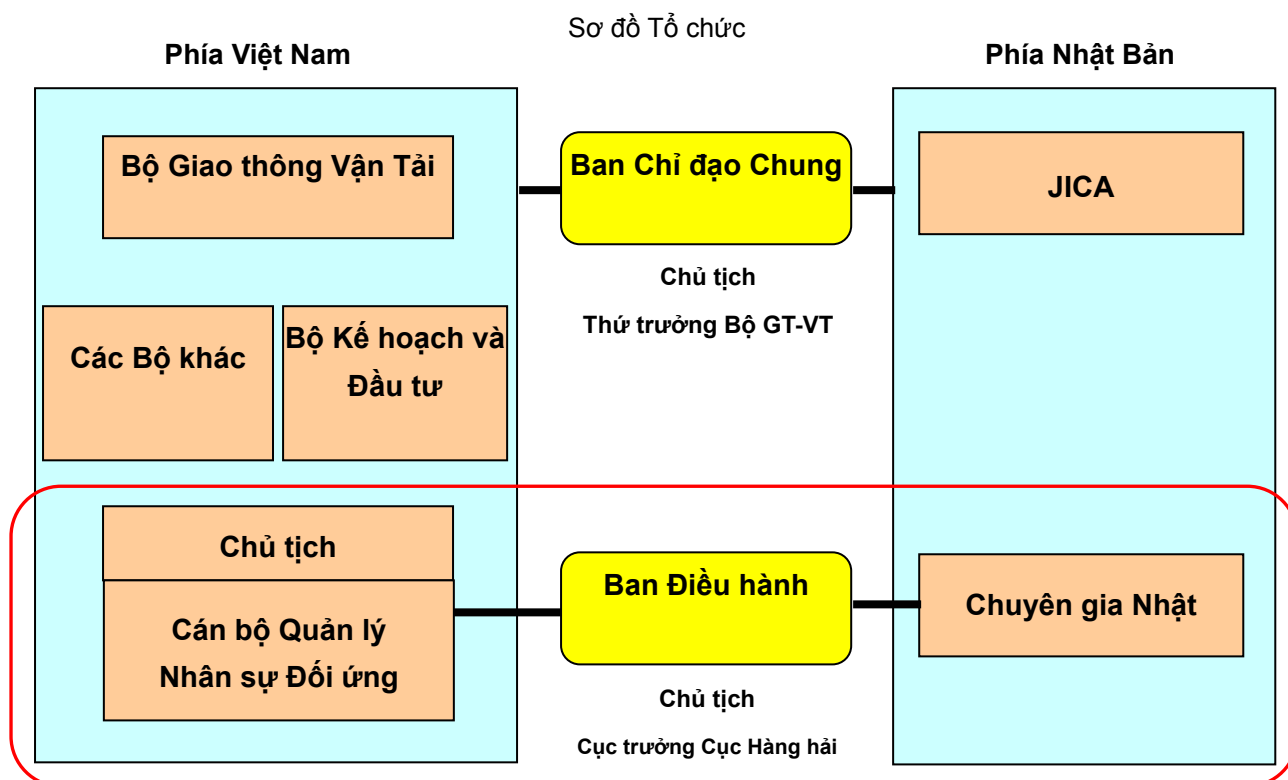 Sơ đồ Tổ chức
Phía Việt Nam
Phía Nhật Bản
Bộ Giao thông Vận Tải
Ban Chỉ đạo Chung
JICA
Chủ tịch
Thứ trưởng Bộ GT-VT
Các Bộ khác
Bộ Kế hoạch và
Đầu tư
Chủ tịch
Cán bộ Quản lý
Nhân sự Đối ứng
Ban Điều hành
Chuyên gia Nhật
Chủ tịch
Cục trưởng Cục Hàng hải